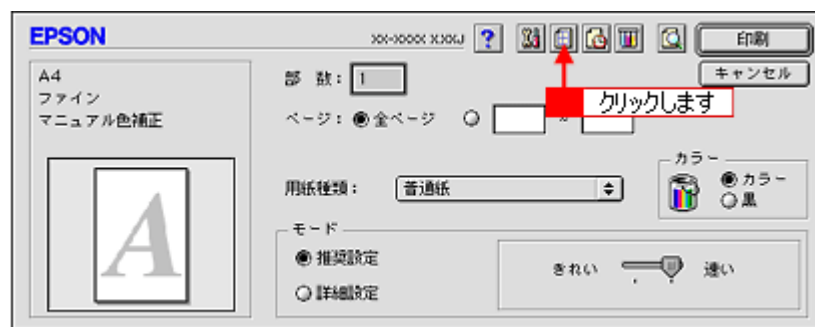 EPSON
XX-XXXX X.XXJ
?
印刷
キャンセル
A4
ファイン
マニュアル色補正
部 数: 1
クリックします
ページ: 全ページ ~
用紙種類: 普通紙
カラー
カラー
黒
モード
推奨設定
詳細設定
きれい 速い
A